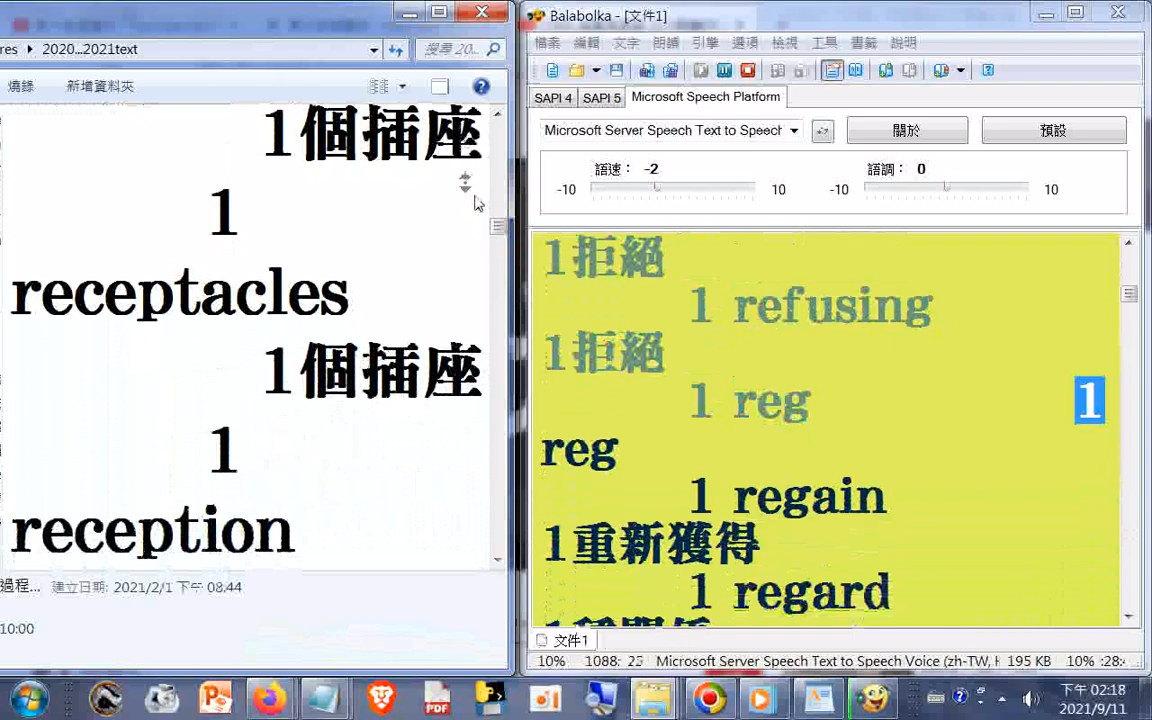 res ▸ 2020...2021text
搜尋 20...
燒錄 新增資料夾
1個插座
1
receptacles
1個插座
1
reception
過程... 建立日期: 2021/2/1 下午 08:44
10:00
Balabolka - [文件1]
檔案 編輯 文字 朗誦 引擎 選項 檢視 工具 書籤 說明
SAPI 4 SAPI 5 Microsoft Speech Platform
Microsoft Server Speech Text to Speech
關於 預設
語速： -2 語調： 0
-10 10 -10 10
1拒絕
1 refusing
1拒絕
1 reg 1
reg
1 regain
1重新獲得
1 regard
文件1
10% 1088: 23 Microsoft Server Speech Text to Speech Voice (zh-TW, 195 KB 10%
PDF
下午 02:18
2021/9/11